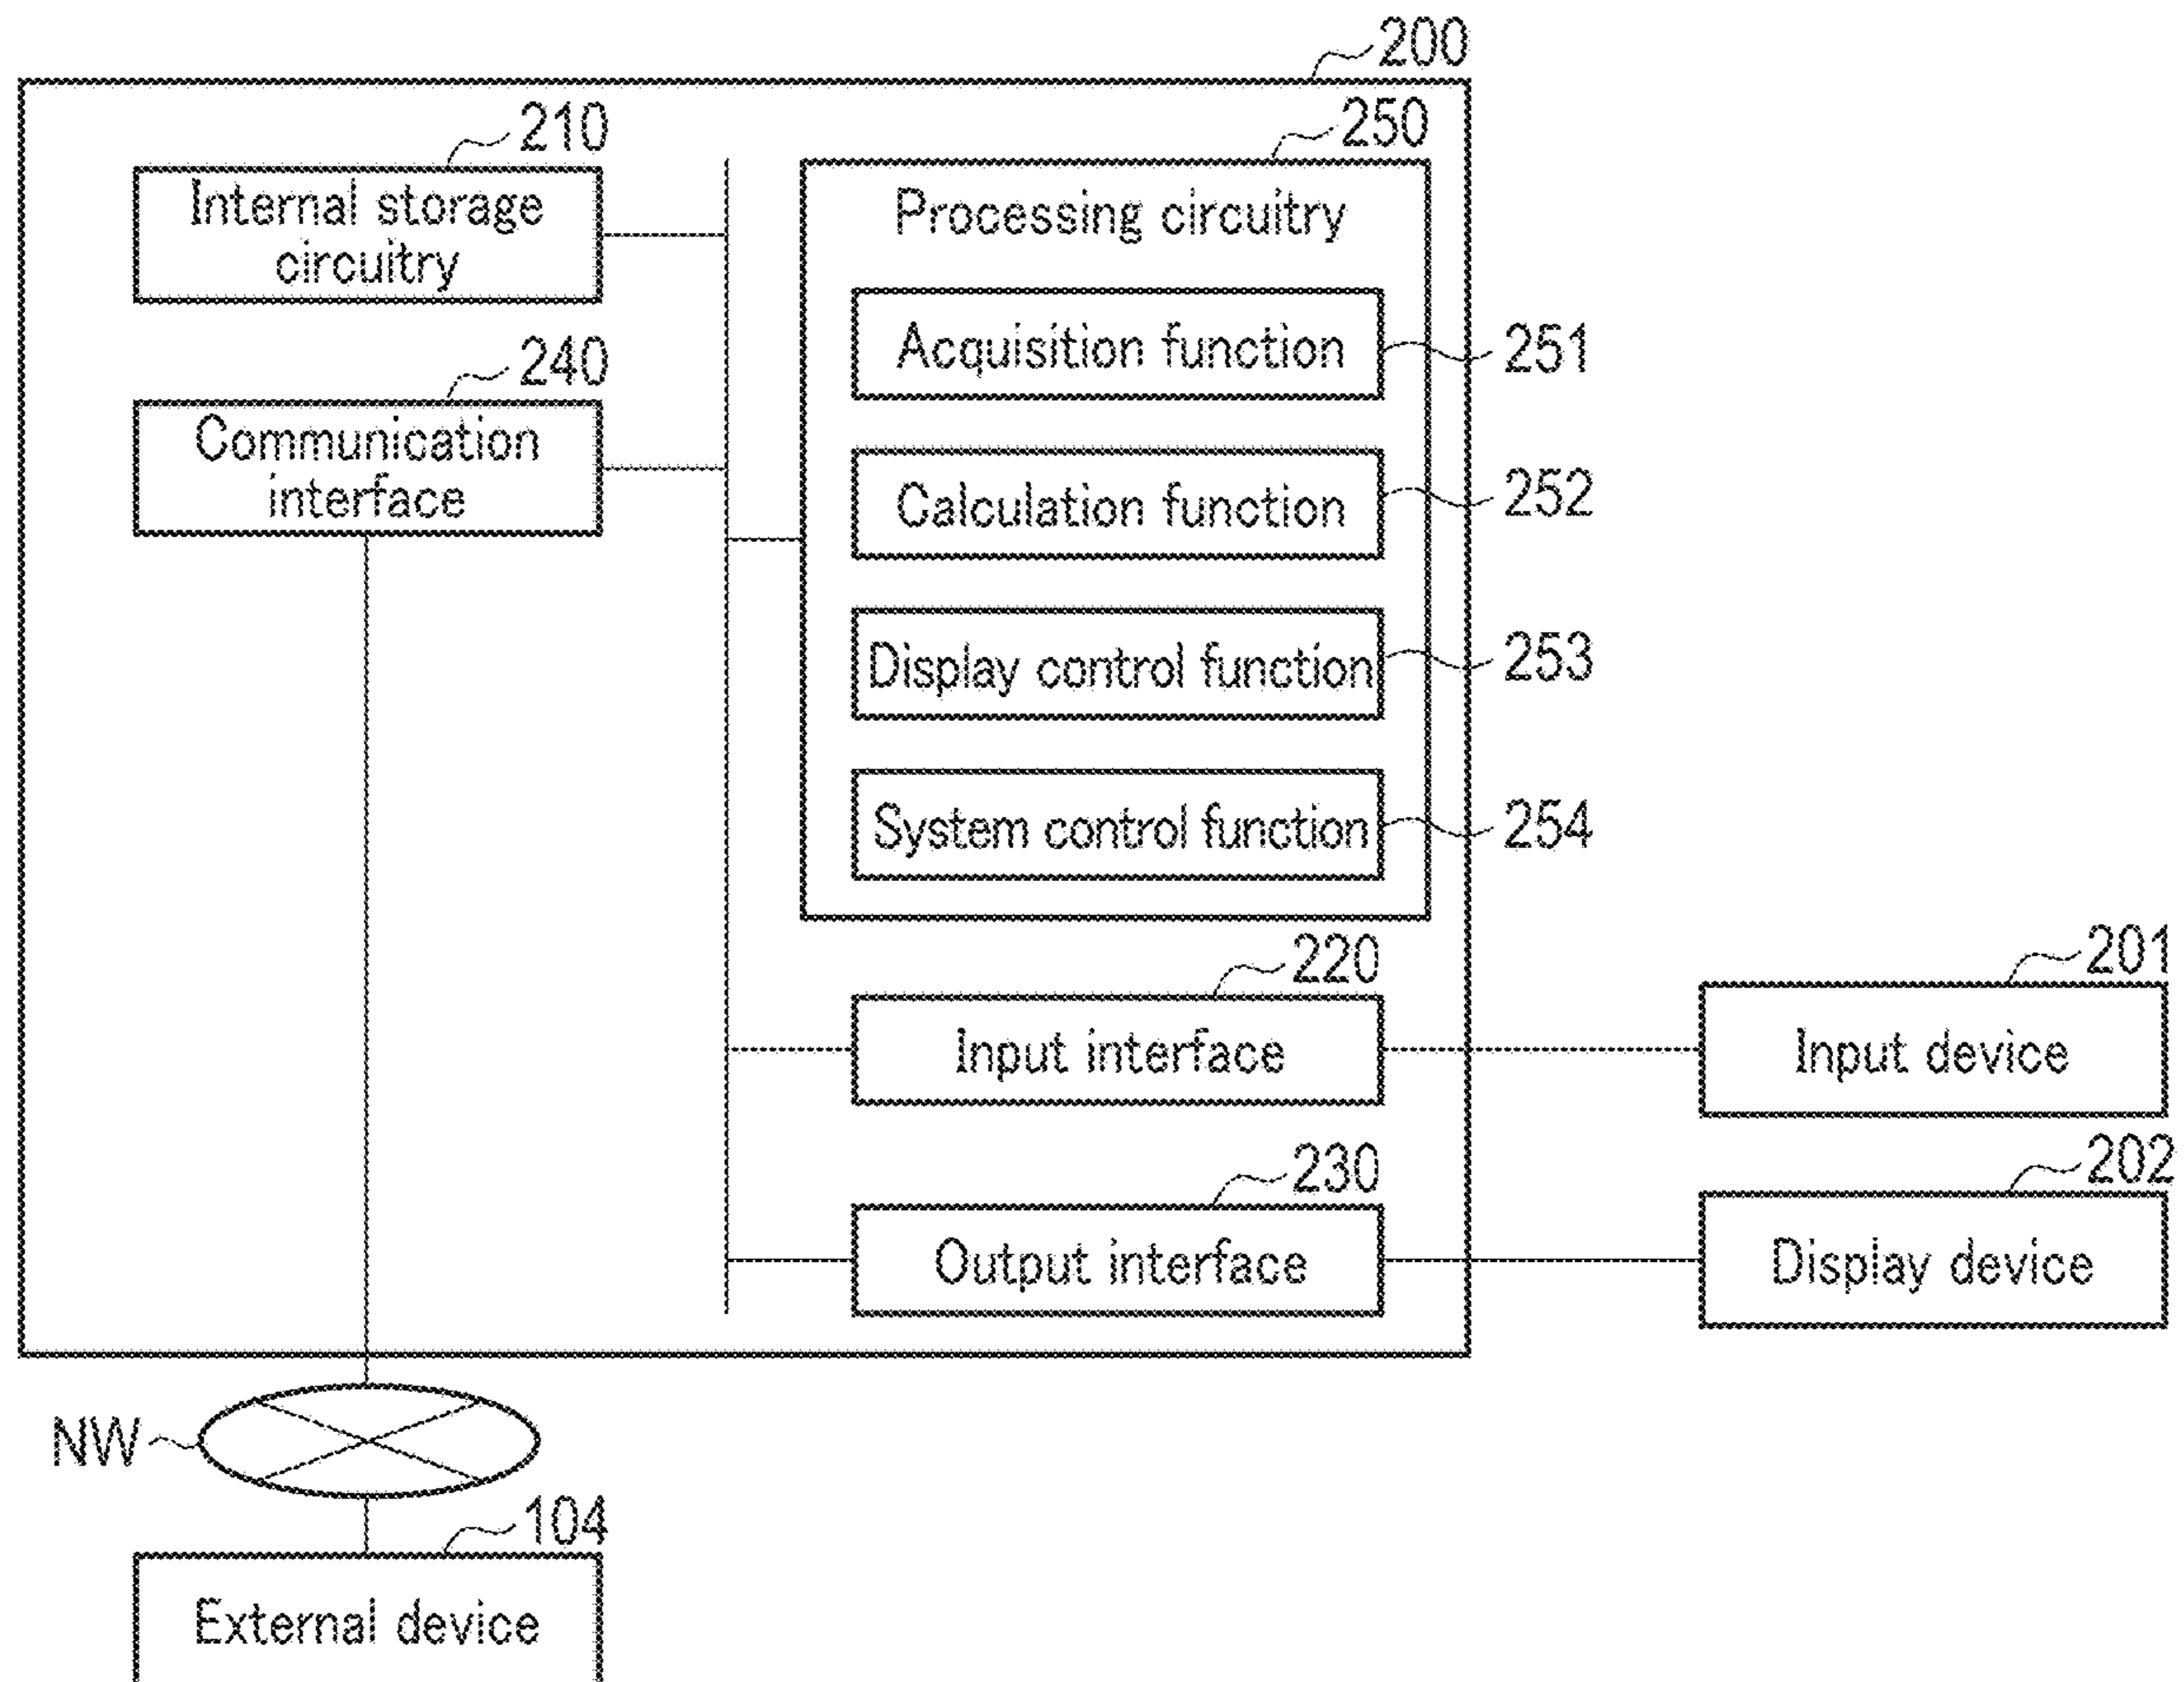 200
210
Internal storage
circuitry
240
Communication
interface
250
Processing circuitry
Acquisition function
251
Calculation function
252
Display control function
253
System control function
254
220
Input interface
201
Input device
230
Output interface
202
Display device
NW
104
External device